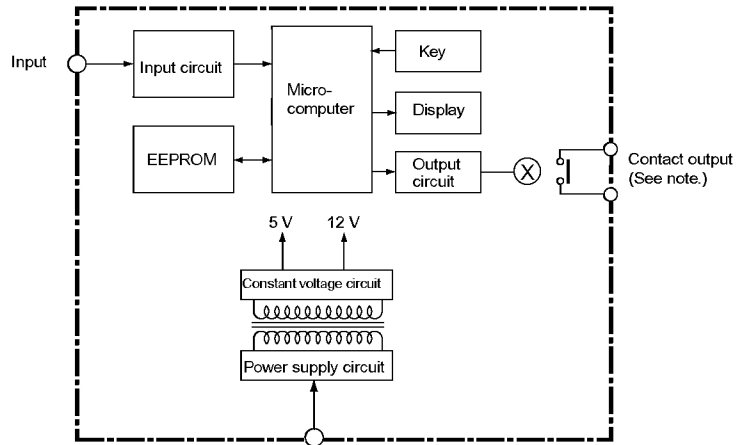 Input
Input circuit
Micro-
computer
Key
Display
EEPROM
Output
circuit
X
Contact output
(See note.)
5 V
12 V
Constant voltage circuit
Power supply circuit